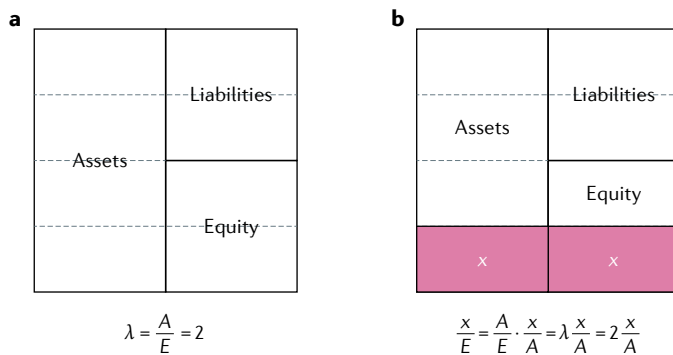 a
Assets
Liabilities
Equity
λ = A/E = 2
b
Assets
Liabilities
Equity
x
x
x/E = A/E · x/A = λ x/A = 2 x/A